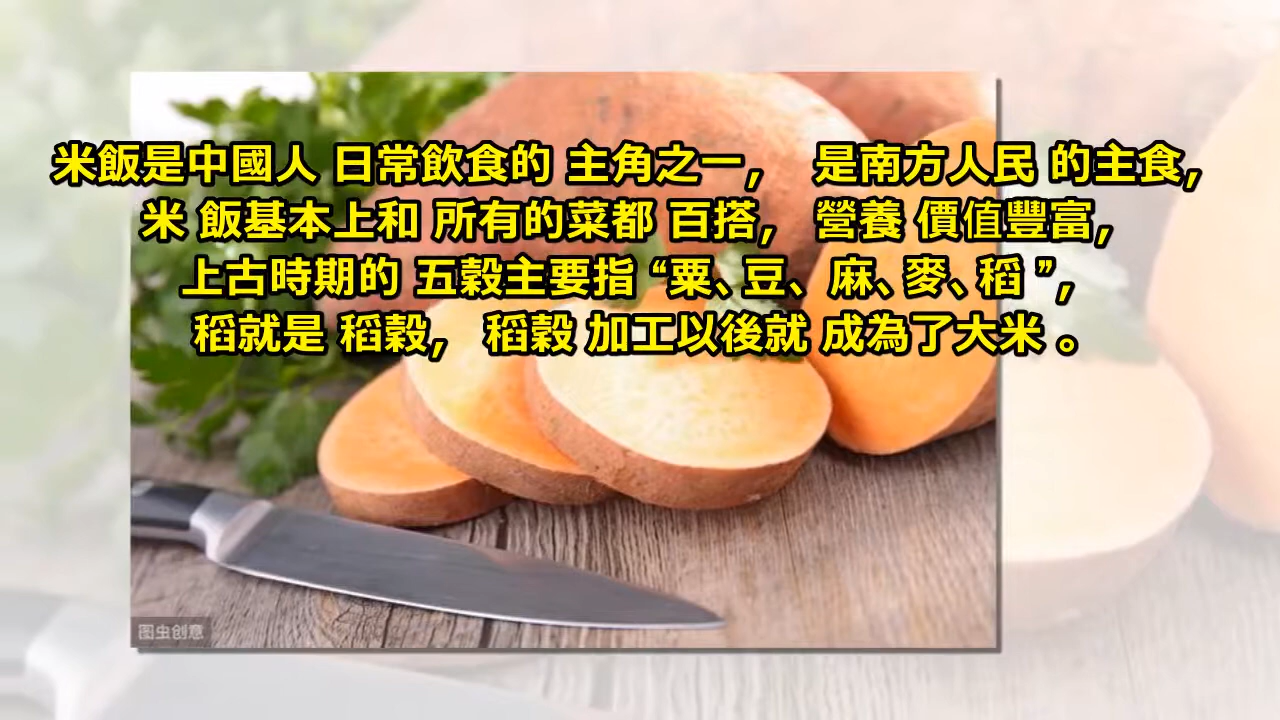 米飯是中國人 日常飲食的 主角之一， 是南方人民 的主食，
米 飯基本上和 所有的菜都 百搭， 營養 價值豐富，
上古時期的 五穀主要指 “粟、豆、麻、麥、稻 ”，
稻就是 稻穀， 稻穀 加工以後就 成為了大米 。
图虫创意